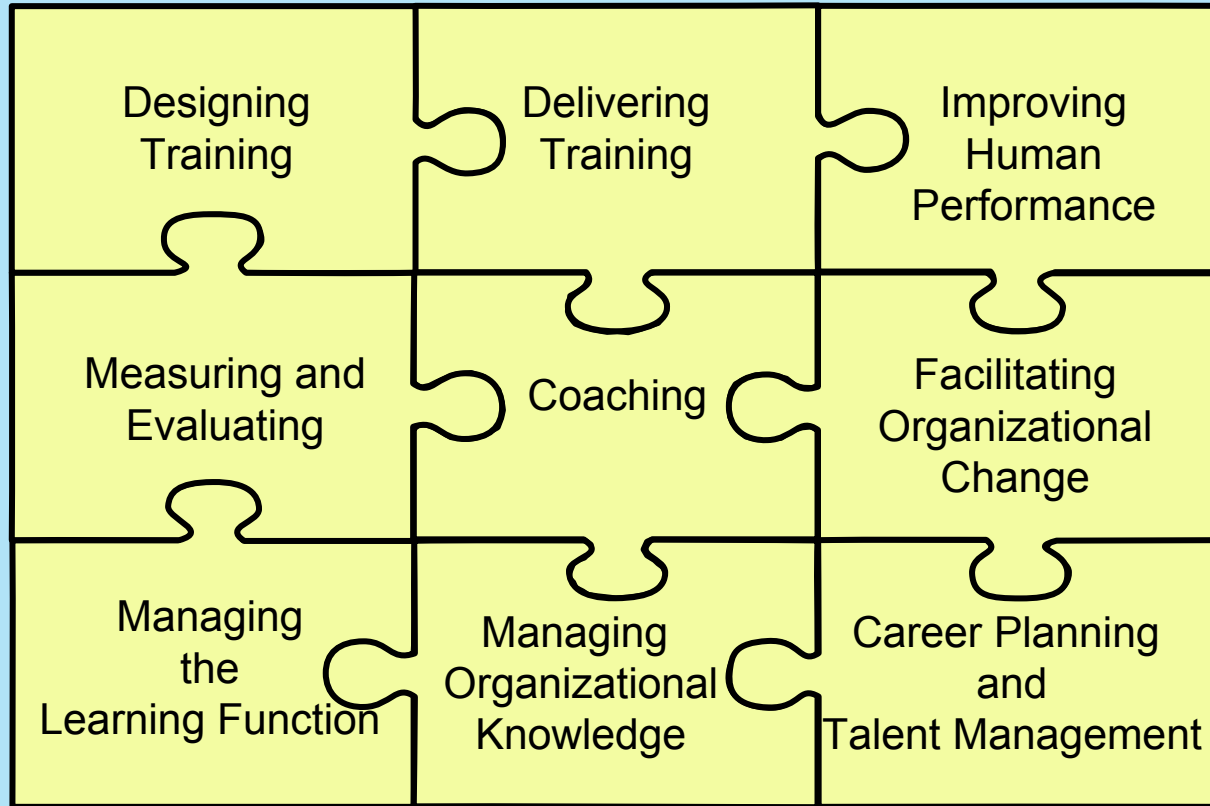 Designing
Training
Delivering
Training
Improving
Human
Performance
Measuring and
Evaluating
Coaching
Facilitating
Organizational
Change
Managing
the
Learning Function
Managing
Organizational
Knowledge
Career Planning
and
Talent Management